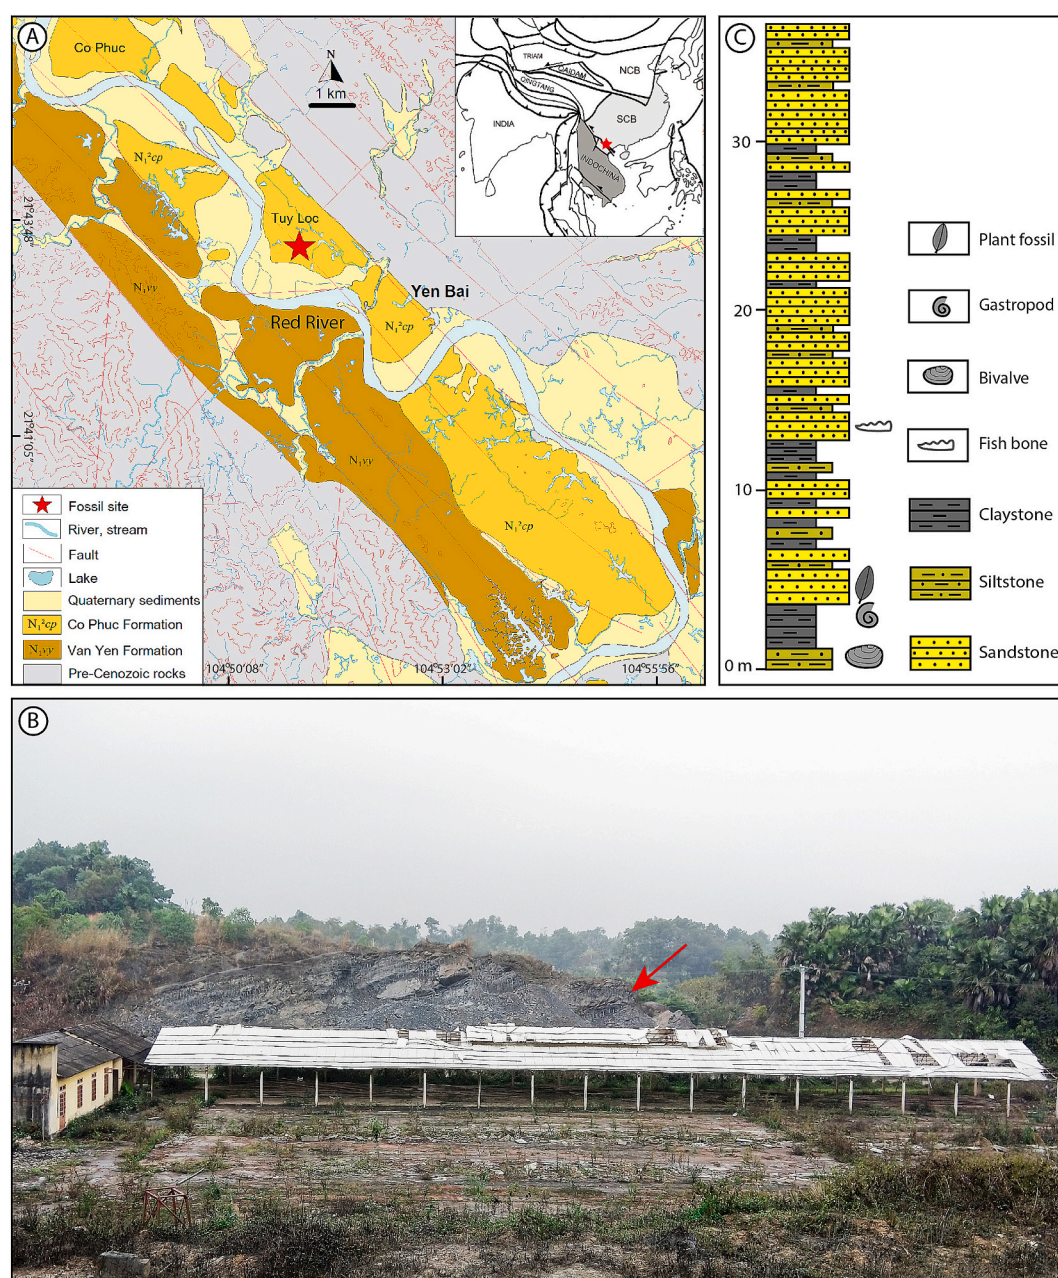 A
Co Phuc
N
1 km
N₁²cp
Tuy Loc
21°43'48"
N₁vy
Yen Bai
Red River
N₁²cp
21°41'05"
N₁vy
N₁²cp
Fossil site
River, stream
Fault
Lake
Quaternary sediments
N₁²cp Co Phuc Formation
N₁vy Van Yen Formation
Pre-Cenozoic rocks
104°50'08"
104°53'02"
104°55'56"
TRIAM
QAIDAM
NCB
QINGTANG
INDIA
SCB
INDOCHINA
C
30
20
10
0 m
Plant fossil
Gastropod
Bivalve
Fish bone
Claystone
Siltstone
Sandstone
B